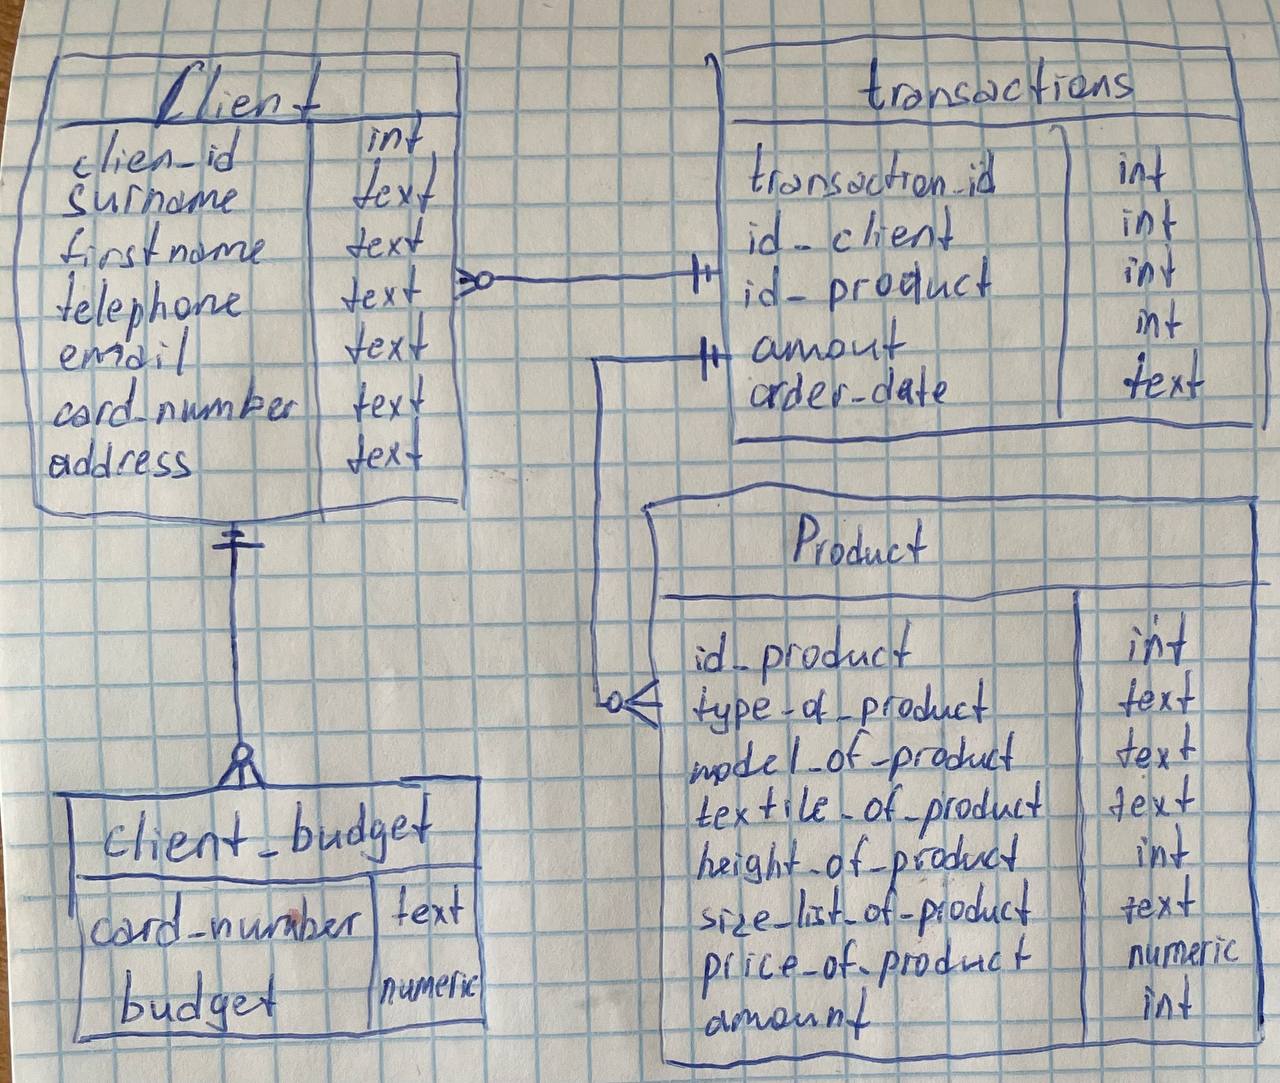 Client
clien_id int
surname text
firstname text
telephone text
email text
card_number text
address text
transactions
transaction_id int
id_client int
id_product int
amout int
order_date text
Product
id_product int
type_of_product text
model_of_product text
textile_of_product text
height_of_product int
size_list_of_product text
price_of_product numeric
amount int
client_budget
card_number text
budget numeric